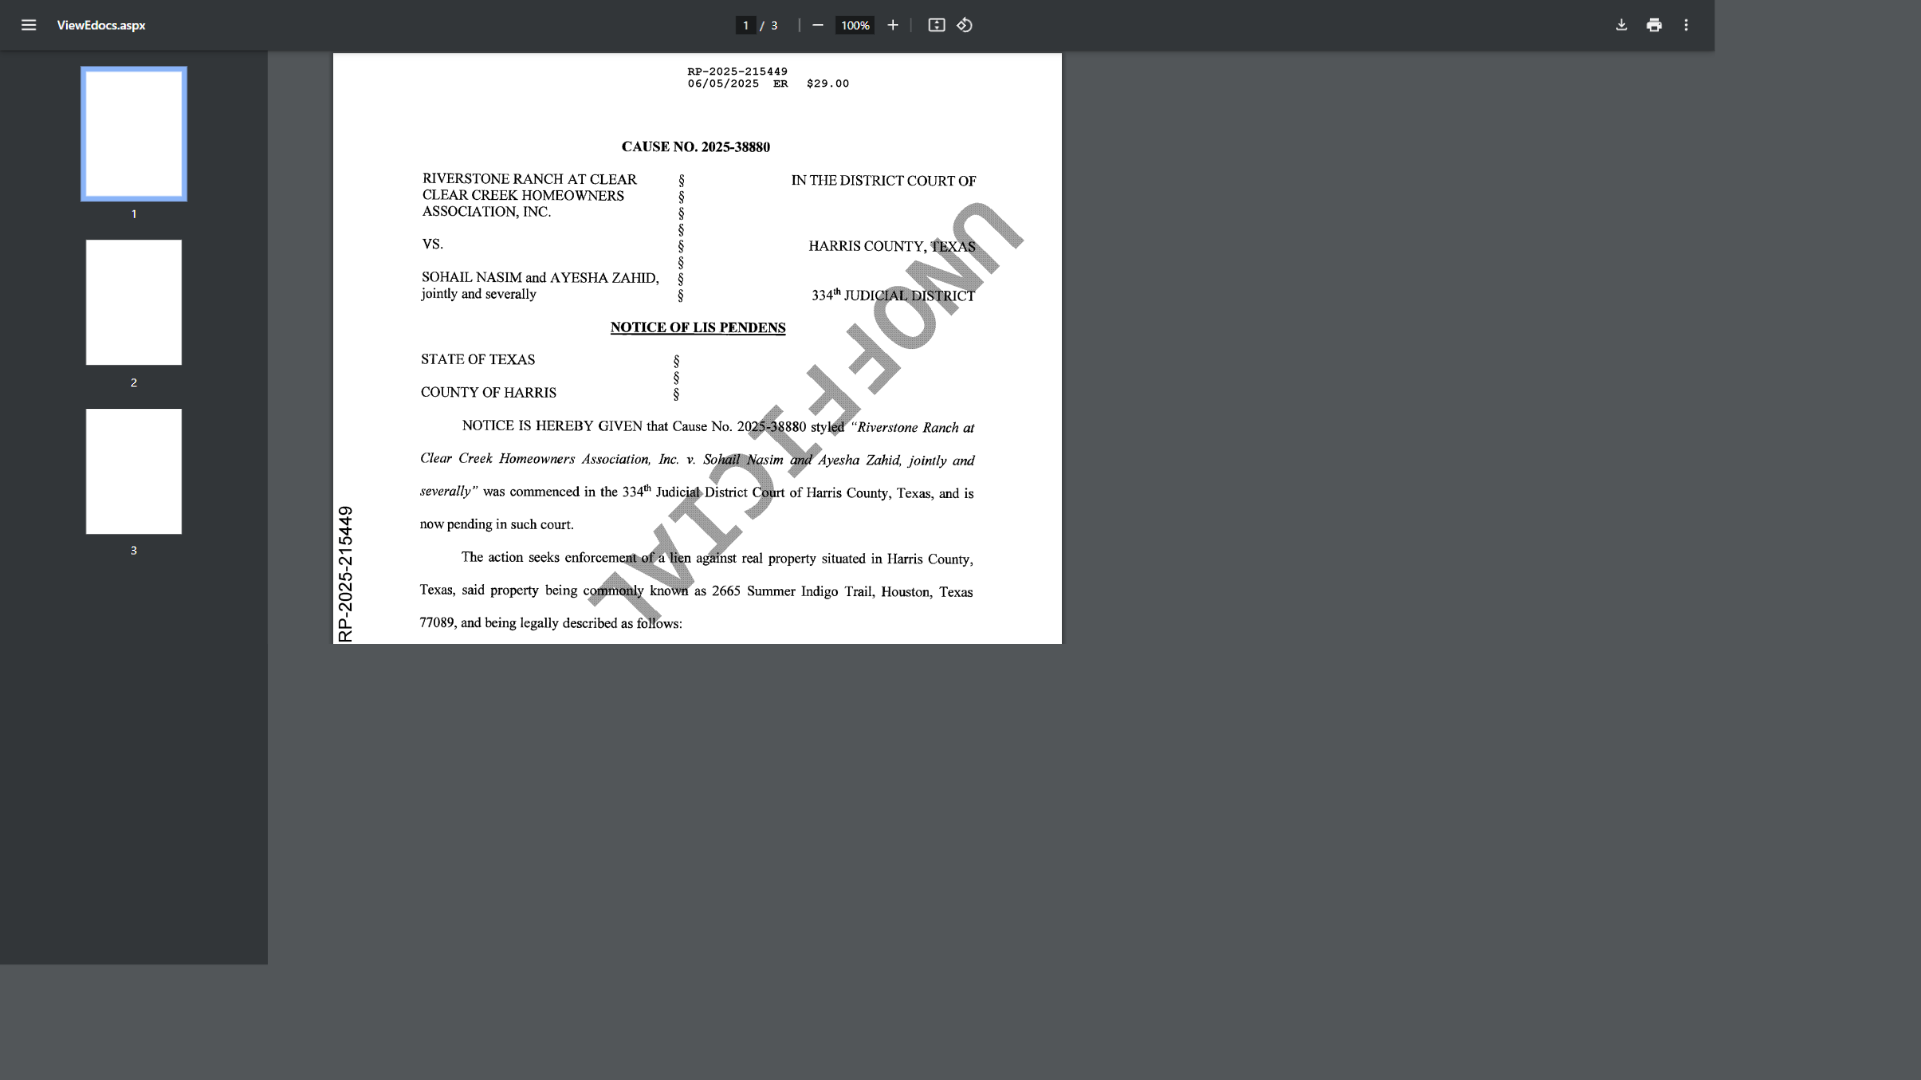 ViewEdocs.aspx
1 / 3
100%
1
2
3
RP-2025-215449
06/05/2025 ER $29.00
CAUSE NO. 2025-38880
RIVERSTONE RANCH AT CLEAR § IN THE DISTRICT COURT OF
CLEAR CREEK HOMEOWNERS §
ASSOCIATION, INC. §
§
VS. § HARRIS COUNTY, TEXAS
§
SOHAIL NASIM and AYESHA ZAHID, §
jointly and severally § 334th JUDICIAL DISTRICT
NOTICE OF LIS PENDENS
STATE OF TEXAS §
§
COUNTY OF HARRIS §
NOTICE IS HEREBY GIVEN that Cause No. 2025-38880 styled “Riverstone Ranch at
Clear Creek Homeowners Association, Inc. v. Sohail Nasim and Ayesha Zahid, jointly and
severally” was commenced in the 334th Judicial District Court of Harris County, Texas, and is
now pending in such court.
The action seeks enforcement of a lien against real property situated in Harris County,
Texas, said property being commonly known as 2665 Summer Indigo Trail, Houston, Texas
77089, and being legally described as follows:
RP-2025-215449
UNOFFICIAL